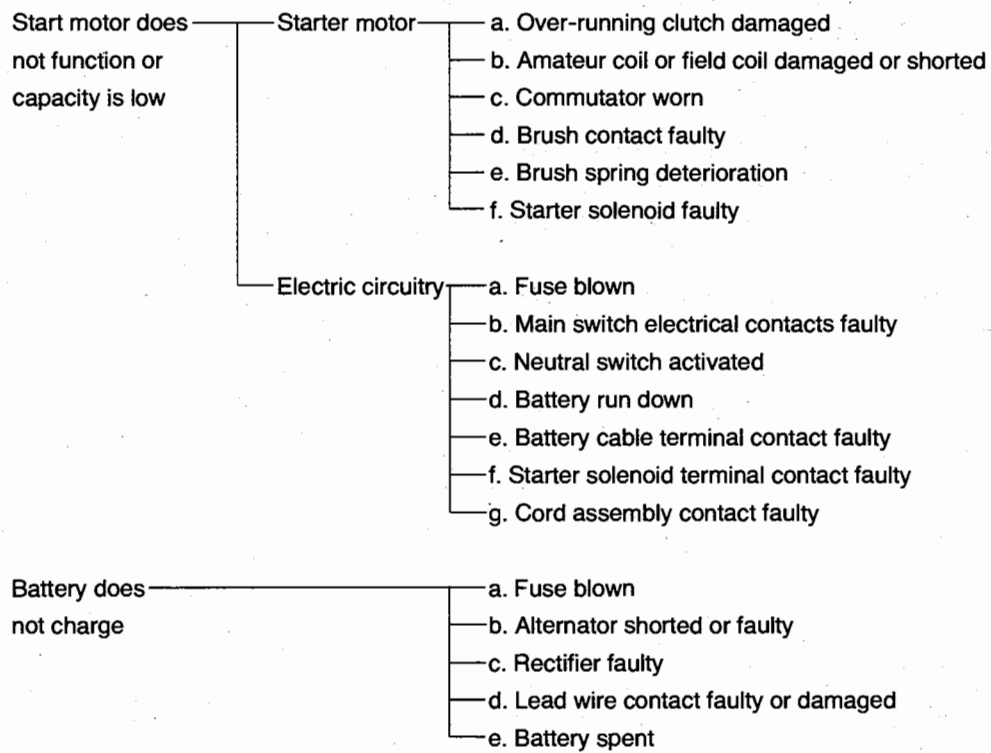 Start motor does
not function or
capacity is low
Starter motor
a. Over-running clutch damaged
b. Amateur coil or field coil damaged or shorted
c. Commutator worn
d. Brush contact faulty
e. Brush spring deterioration
f. Starter solenoid faulty
Electric circuitry
a. Fuse blown
b. Main switch electrical contacts faulty
c. Neutral switch activated
d. Battery run down
e. Battery cable terminal contact faulty
f. Starter solenoid terminal contact faulty
g. Cord assembly contact faulty
Battery does
not charge
a. Fuse blown
b. Alternator shorted or faulty
c. Rectifier faulty
d. Lead wire contact faulty or damaged
e. Battery spent